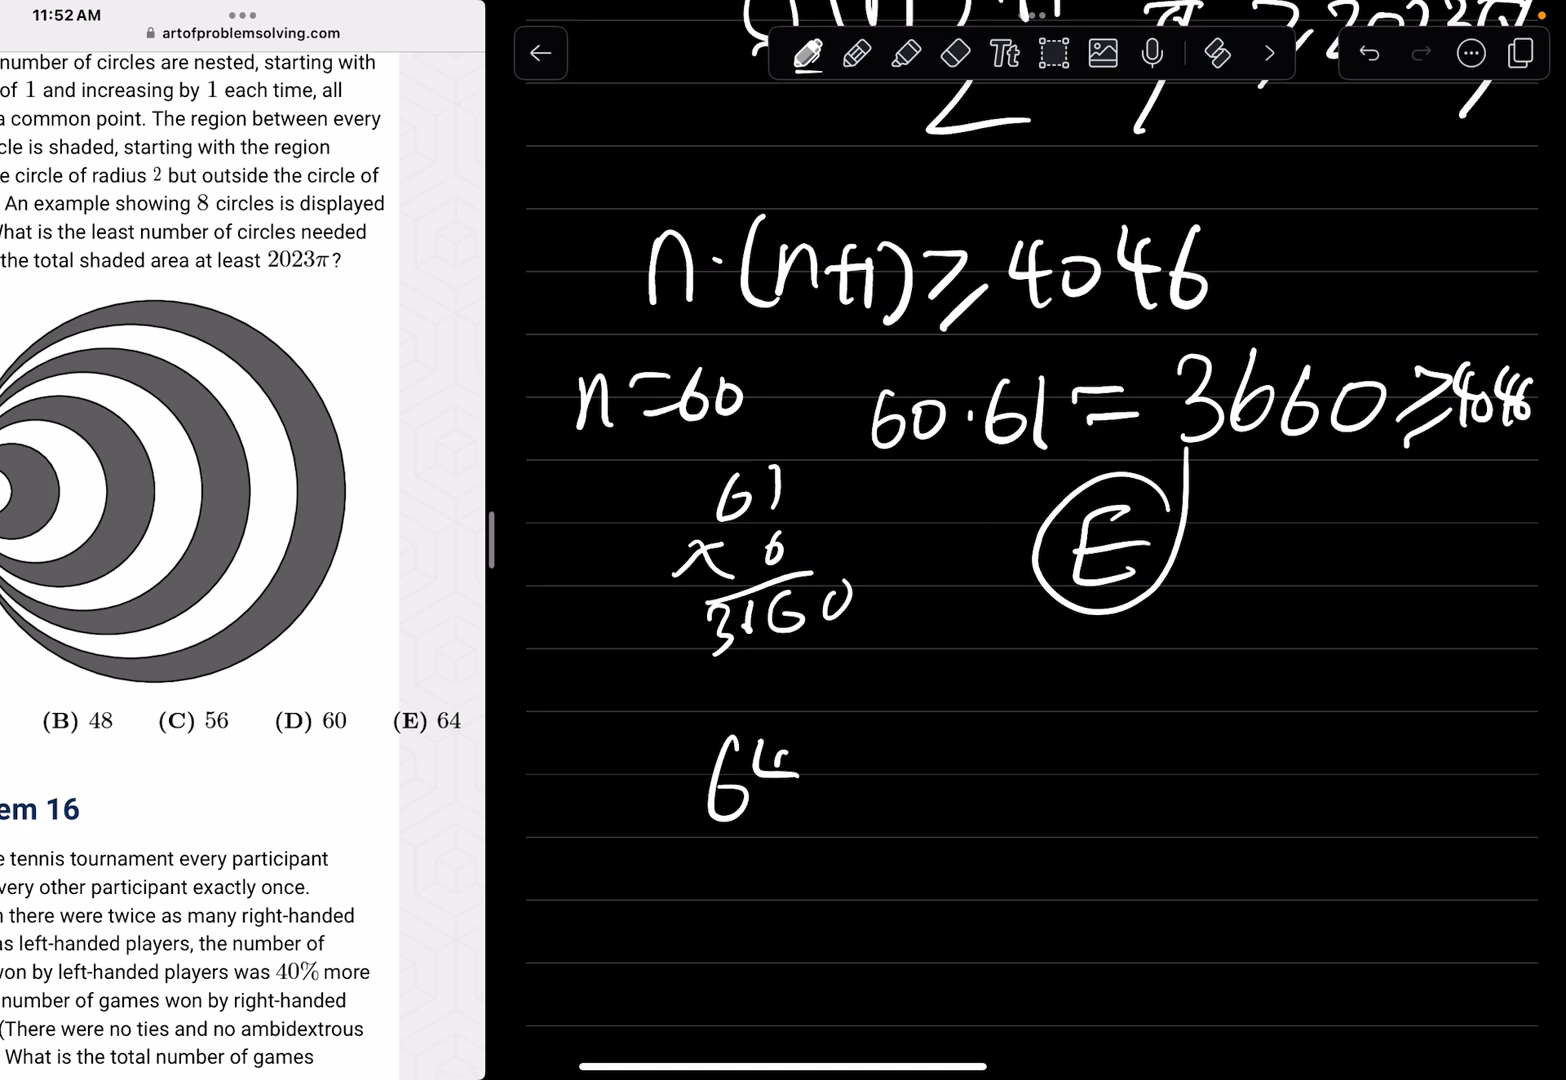 11:52 AM
artofproblemsolving.com
number of circles are nested, starting with
of 1 and increasing by 1 each time, all
a common point. The region between every
cle is shaded, starting with the region
e circle of radius 2 but outside the circle of
An example showing 8 circles is displayed
What is the least number of circles needed
the total shaded area at least 2023π?
(B) 48 (C) 56 (D) 60 (E) 64
em 16
e tennis tournament every participant
very other participant exactly once.
n there were twice as many right-handed
as left-handed players, the number of
won by left-handed players was 40% more
number of games won by right-handed
(There were no ties and no ambidextrous
What is the total number of games
Tt
2
n·(n+1)≥4046
n=60 60·61=3660≥4046
61
x 6
3160
E
64